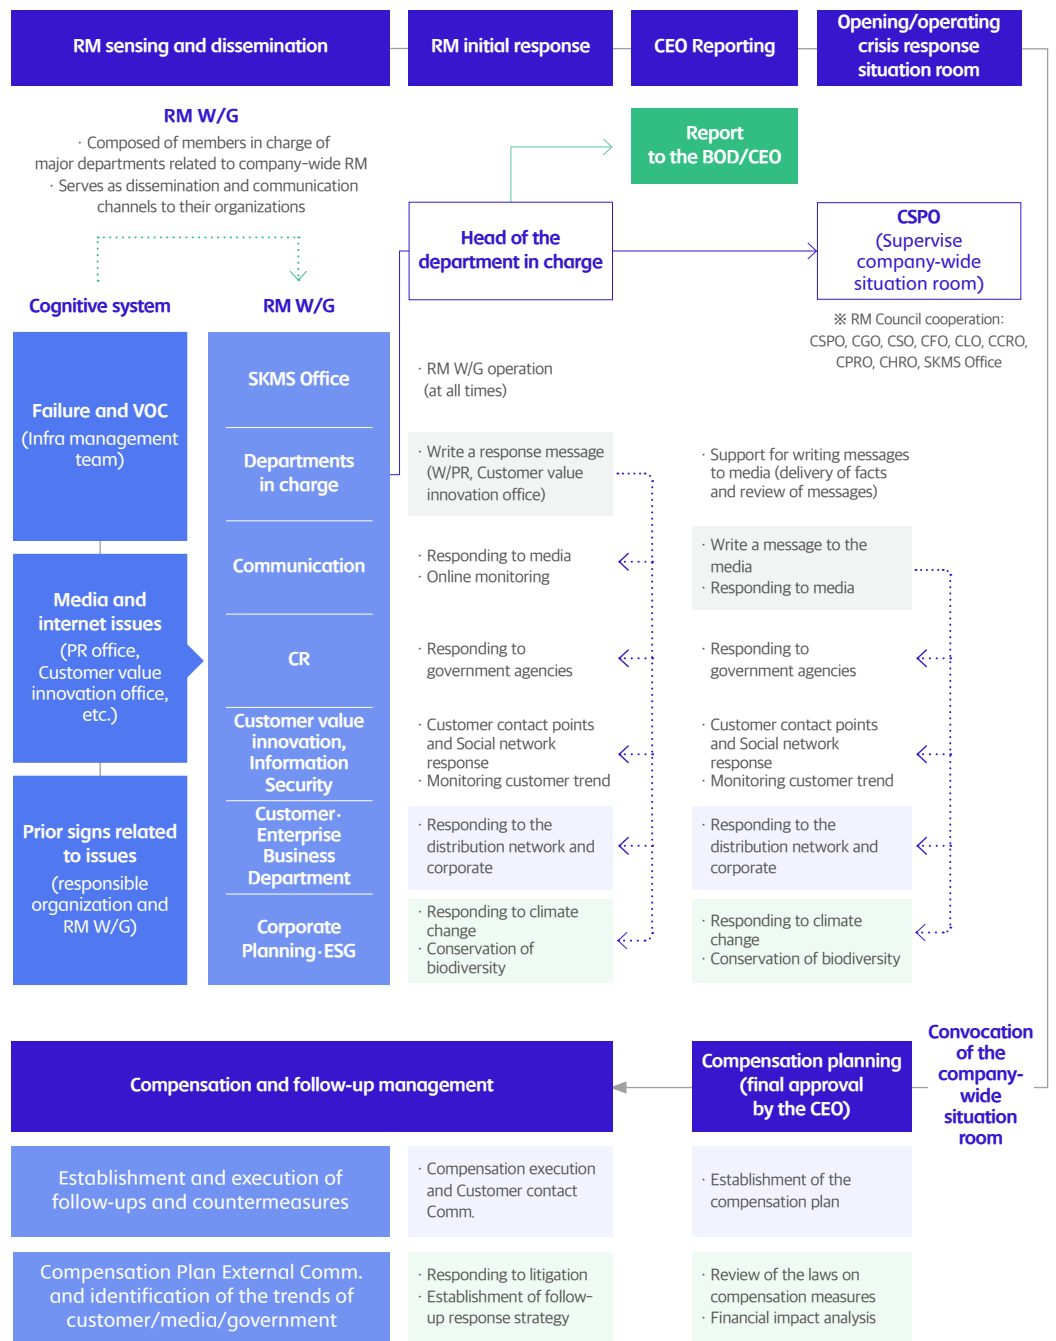 RM sensing and dissemination
RM initial response
CEO Reporting
Opening/operating
crisis response
situation room
RM W/G
· Composed of members in charge of
major departments related to company-wide RM
· Serves as dissemination and communication
channels to their organizations
Report
to the BOD/CEO
Head of the
department in charge
CSPO
(Supervise
company-wide
situation room)
※ RM Council cooperation:
CSPO, CGO, CSO, CFO, CLO, CCRO,
CPRO, CHRO, SKMS Office
Cognitive system
RM W/G
Failure and VOC
(Infra management
team)
Media and
internet issues
(PR office,
Customer value
innovation office,
etc.)
Prior signs related
to issues
(responsible
organization and
RM W/G)
SKMS Office
Departments
in charge
Communication
CR
Customer value
innovation,
Information
Security
Customer·
Enterprise
Business
Department
Corporate
Planning·ESG
· RM W/G operation
(at all times)
· Write a response message
(W/PR, Customer value
innovation office)
· Responding to media
· Online monitoring
· Responding to
government agencies
· Customer contact points
and Social network
response
· Monitoring customer trend
· Responding to the
distribution network and
corporate
· Responding to climate
change
· Conservation of
biodiversity
· Support for writing messages
to media (delivery of facts
and review of messages)
· Write a message to the
media
· Responding to media
· Responding to
government agencies
· Customer contact points
and Social network
response
· Monitoring customer trend
· Responding to the
distribution network and
corporate
· Responding to climate
change
· Conservation of biodiversity
Convocation
of the
company-
wide
situation
room
Compensation planning
(final approval
by the CEO)
Compensation and follow-up management
Establishment and execution of
follow-ups and countermeasures
· Compensation execution
and Customer contact
Comm.
· Establishment of the
compensation plan
Compensation Plan External Comm.
and identification of the trends of
customer/media/government
· Responding to litigation
· Establishment of follow-
up response strategy
· Review of the laws on
compensation measures
· Financial impact analysis